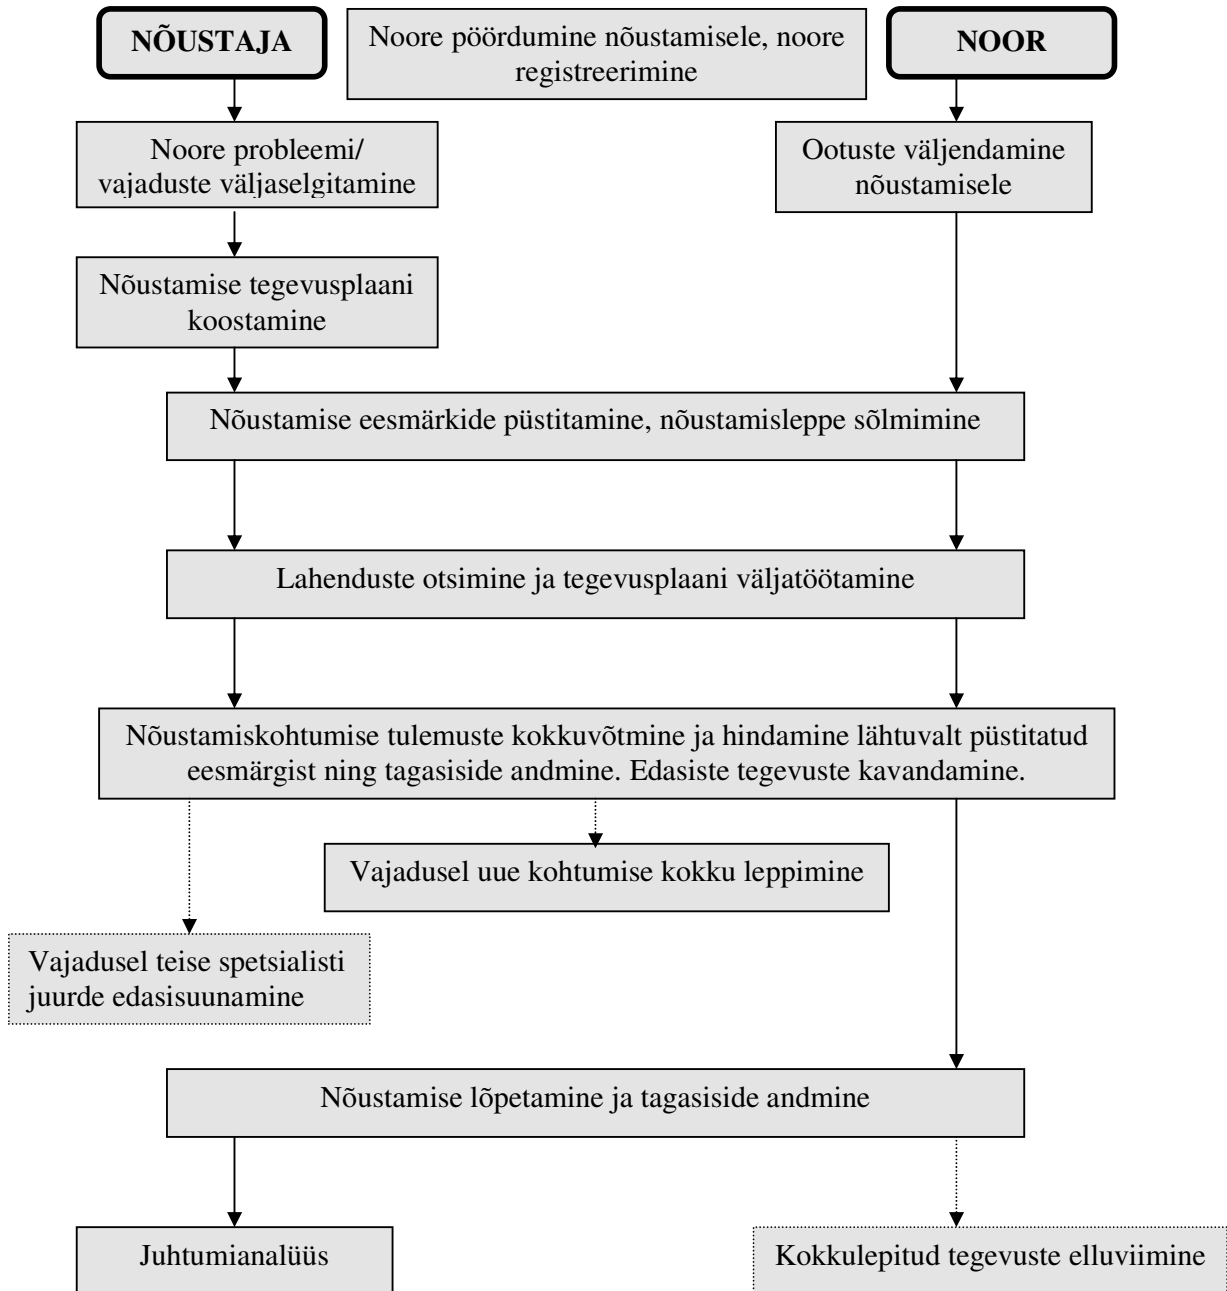 NÕUSTAJA
Noore pöördumine nõustamisele, noore
registreerimine
NOOR
Noore probleemi/
vajaduste väljaselgitamine
Ootuste väljendamine
nõustamisele
Nõustamise tegevusplaani
koostamine
Nõustamise eesmärkide püstitamine, nõustamisleppe sõlmimine
Lahenduste otsimine ja tegevusplaani väljatöötamine
Nõustamiskohtumise tulemuste kokkuvõtmine ja hindamine lähtuvalt püstitatud
eesmärgist ning tagasiside andmine. Edasiste tegevuste kavandamine.
Vajadusel uue kohtumise kokku leppimine
Vajadusel teise spetsialisti
juurde edasisuunamine
Nõustamise lõpetamine ja tagasiside andmine
Juhtumianalüüs
Kokkulepitud tegevuste elluviimine